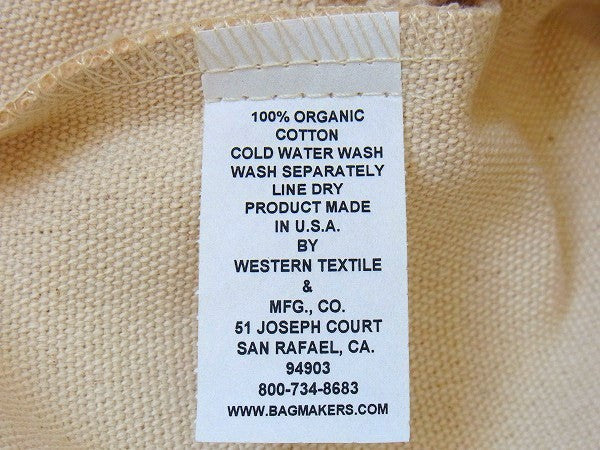 100% ORGANIC
COTTON
COLD WATER WASH
WASH SEPARATELY
LINE DRY
PRODUCT MADE
IN U.S.A.
BY
WESTERN TEXTILE
&
MFG., CO.
51 JOSEPH COURT
SAN RAFAEL, CA.
94903
800-734-8683
WWW.BAGMAKERS.COM